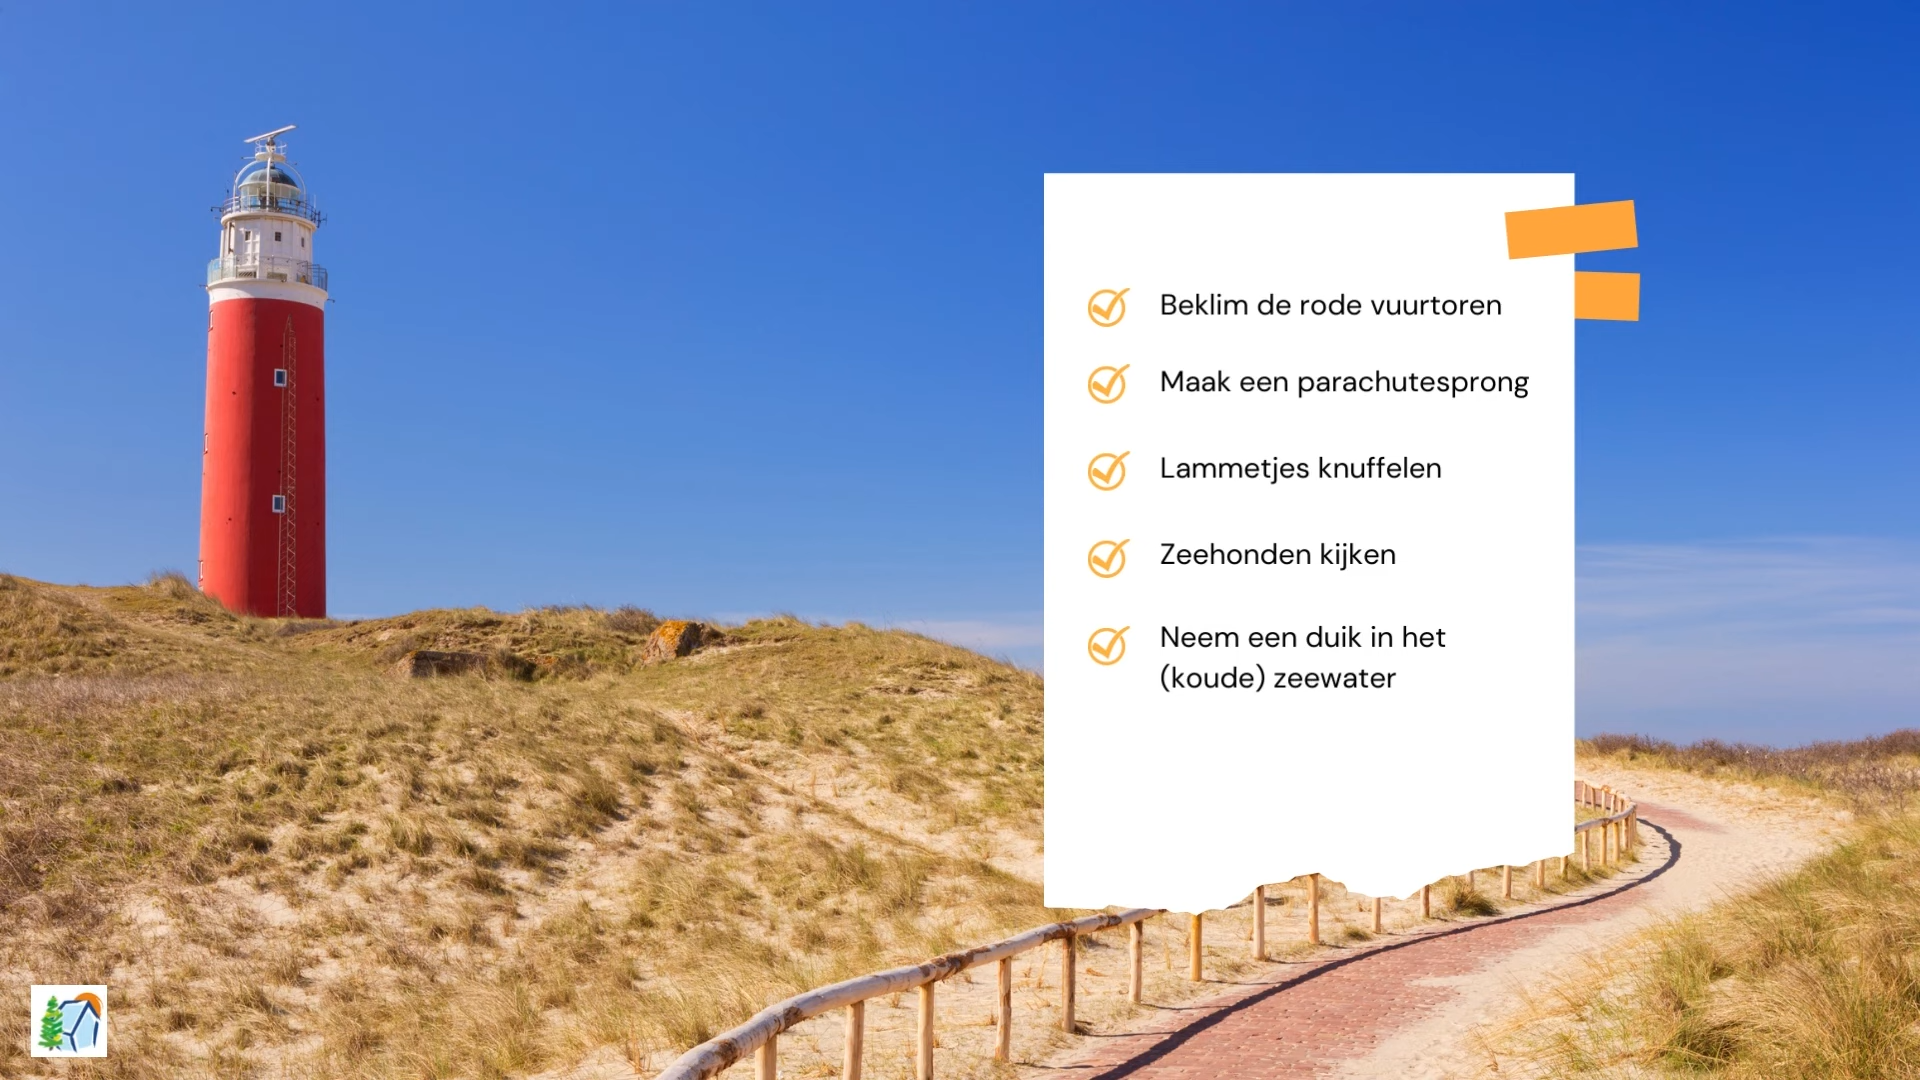 Beklim de rode vuurtoren
Maak een parachutesprong
Lammetjes knuffelen
Zeehonden kijken
Neem een duik in het
(koude) zeewater